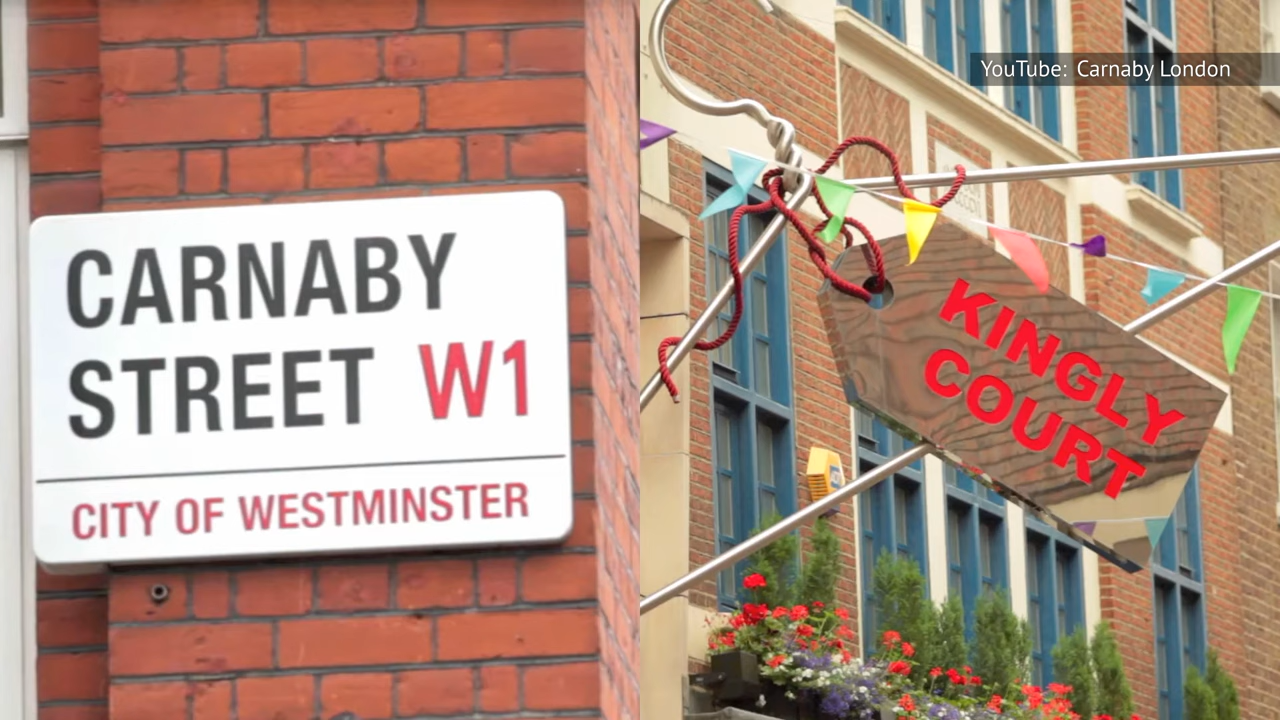 CARNABY
STREET W1
CITY OF WESTMINSTER
YouTube: Carnaby London
KINGLY
COURT